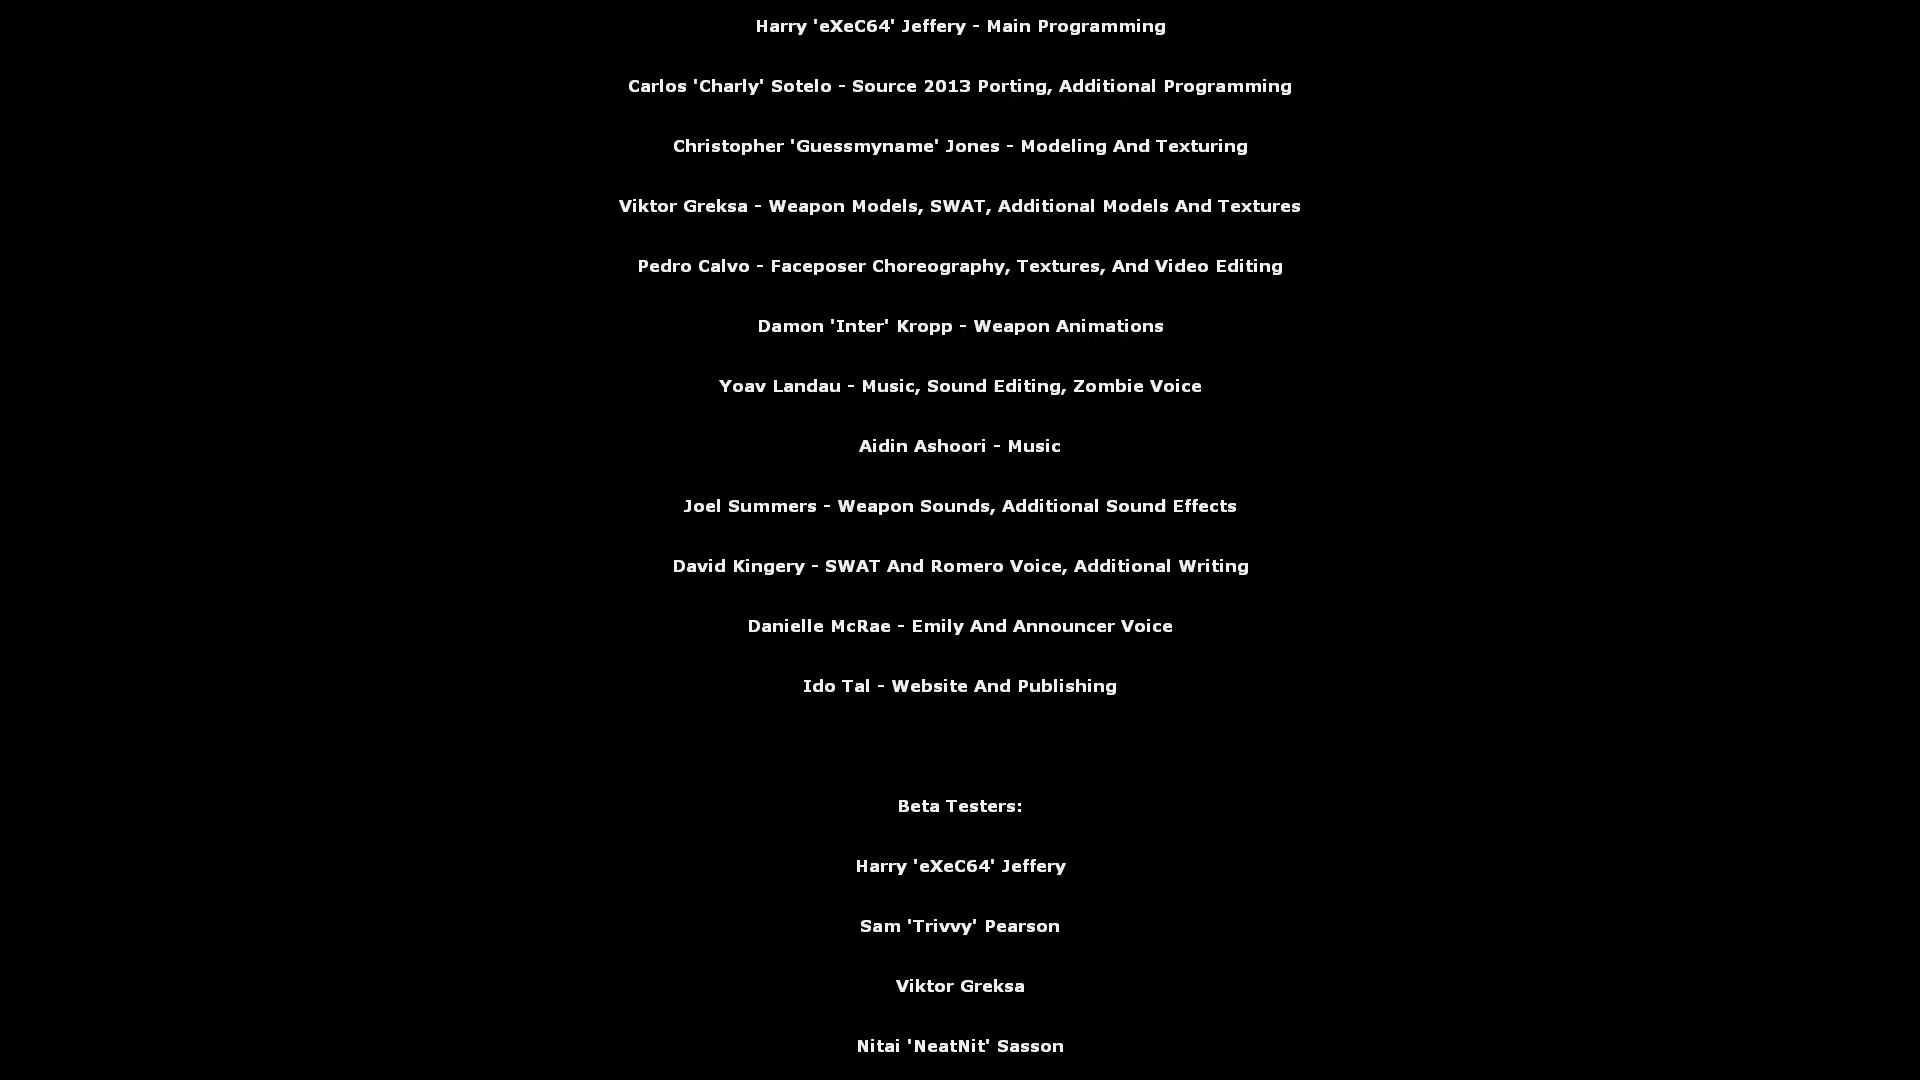 Harry 'eXeC64' Jeffery - Main Programming
Carlos 'Charly' Sotelo - Source 2013 Porting, Additional Programming
Christopher 'Guessmyname' Jones - Modeling And Texturing
Viktor Greksa - Weapon Models, SWAT, Additional Models And Textures
Pedro Calvo - Faceposer Choreography, Textures, And Video Editing
Damon 'Inter' Kropp - Weapon Animations
Yoav Landau - Music, Sound Editing, Zombie Voice
Aidin Ashoori - Music
Joel Summers - Weapon Sounds, Additional Sound Effects
David Kingery - SWAT And Romero Voice, Additional Writing
Danielle McRae - Emily And Announcer Voice
Ido Tal - Website And Publishing
Beta Testers:
Harry 'eXeC64' Jeffery
Sam 'Trivvy' Pearson
Viktor Greksa
Nitai 'NeatNit' Sasson